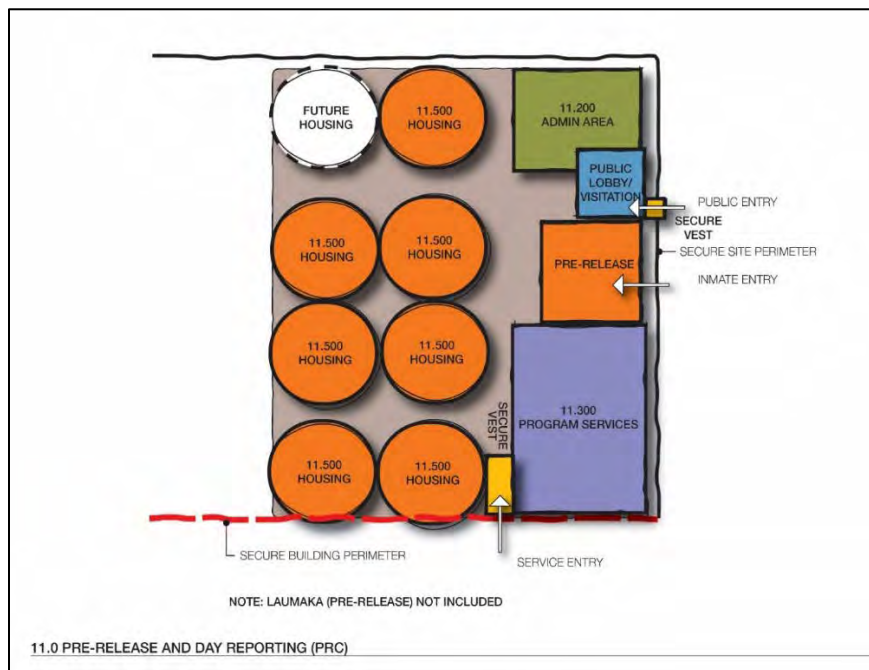 FUTURE
HOUSING
11.500
HOUSING
11.200
ADMIN AREA
PUBLIC
LOBBY/
VISITATION
PUBLIC ENTRY
SECURE
VEST
SECURE SITE PERIMETER
11.500
HOUSING
11.500
HOUSING
PRE-RELEASE
INMATE ENTRY
11.500
HOUSING
11.500
HOUSING
11.300
PROGRAM SERVICES
SECURE
VEST
11.500
HOUSING
11.500
HOUSING
SECURE BUILDING PERIMETER
SERVICE ENTRY
NOTE: LAUMAKA (PRE-RELEASE) NOT INCLUDED
11.0 PRE-RELEASE AND DAY REPORTING (PRC)